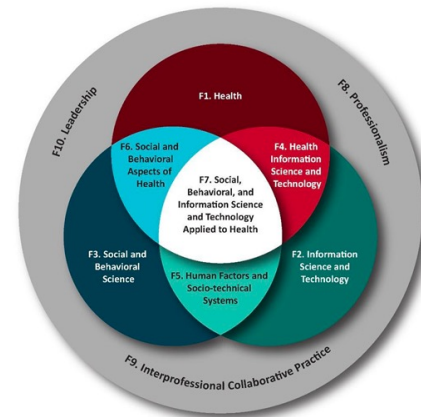 F1. Health
F10. Leadership
F8. Professionalism
F6. Social and
Behavioral
Aspects of
Health
F4. Health
Information
Science and
Technology
F7. Social,
Behavioral, and
Information Science
and Technology
Applied to Health
F3. Social and
Behavioral
Science
F2. Information
Science and
Technology
F5. Human Factors and
Socio-technical
Systems
F9. Interprofessional Collaborative Practice